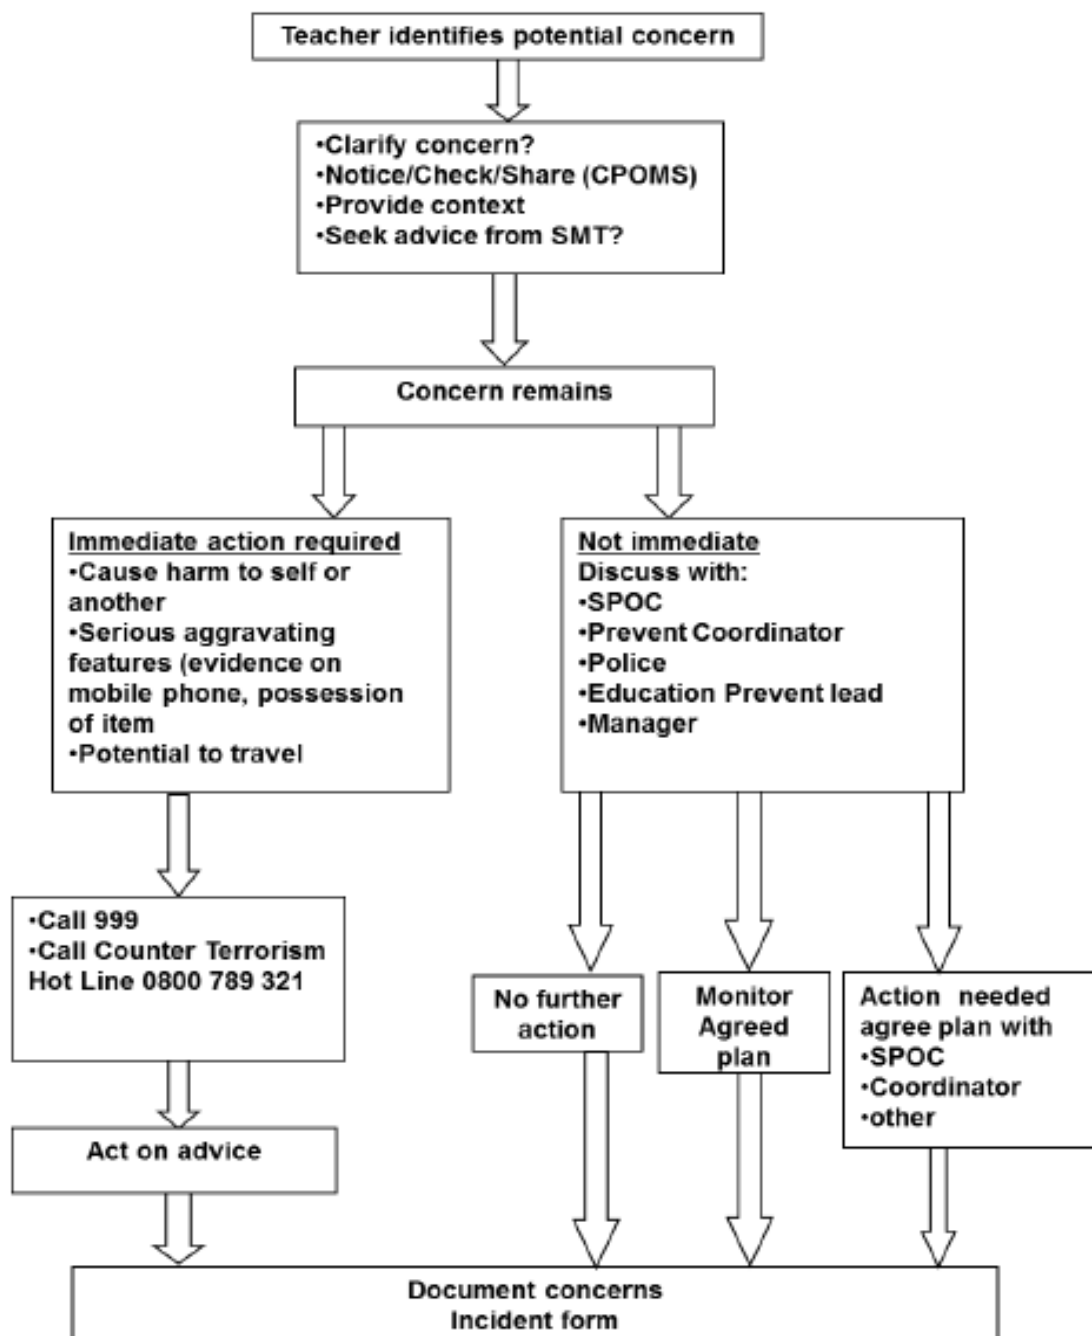 Teacher identifies potential concern
•Clarify concern?
•Notice/Check/Share (CPOMS)
•Provide context
•Seek advice from SMT?
Concern remains
Immediate action required
•Cause harm to self or
another
•Serious aggravating
features (evidence on
mobile phone, possession
of item
•Potential to travel
Not immediate
Discuss with:
•SPOC
•Prevent Coordinator
•Police
•Education Prevent lead
•Manager
•Call 999
•Call Counter Terrorism
Hot Line 0800 789 321
No further
action
Monitor
Agreed
plan
Action needed
agree plan with
•SPOC
•Coordinator
•other
Act on advice
Document concerns
Incident form